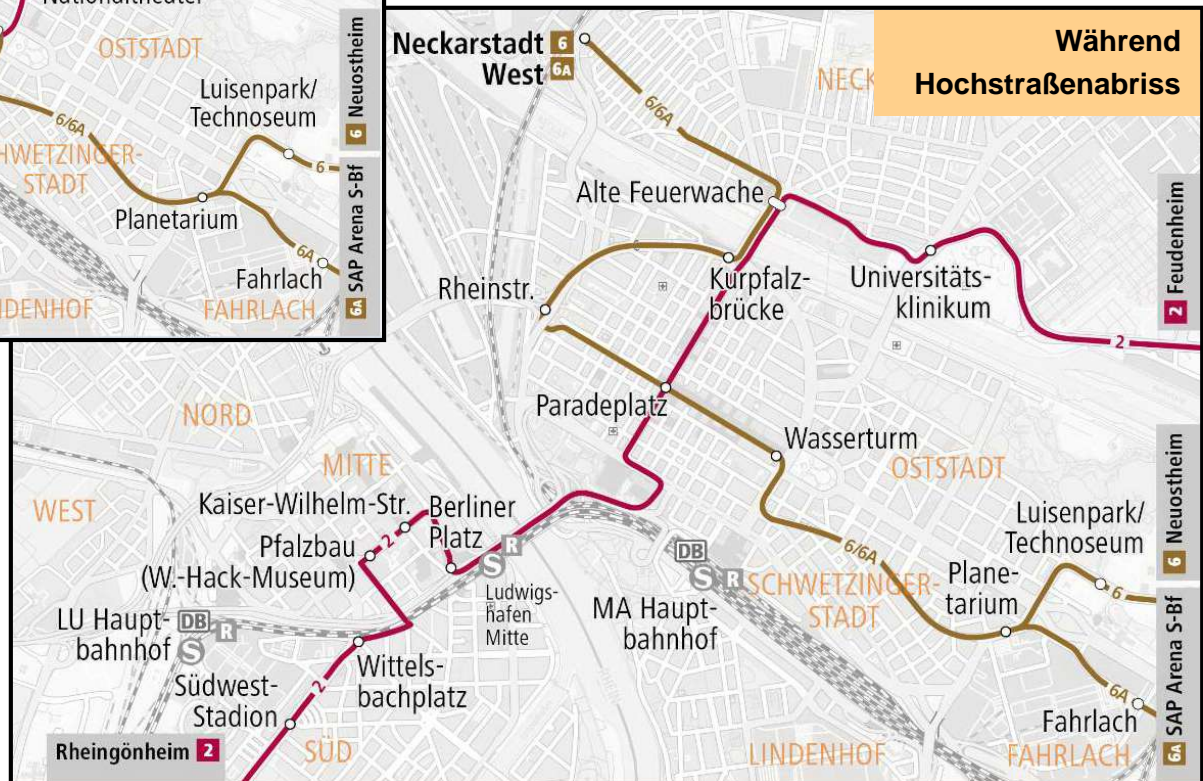 Nationaltheater
OSTSTADT
Luisenpark/
Technoseum
6/6A
6
SCHWETZINGER-
STADT
Planetarium
6A
Fahrlach
FAHRLACH
LINDENHOF
6 Neuostheim
6A SAP Arena S-Bf
Während
Hochstraßenabriss
Neckarstadt 6
West 6A
NECK
6/6A
Alte Feuerwache
Rheinstr.
Kurpfalz-
brücke
Universitäts-
klinikum
2 Feudenheim
2
Paradeplatz
NORD
Wasserturm
OSTSTADT
MITTE
WEST
Kaiser-Wilhelm-Str.
Berliner
Platz
2
Pfalzbau
(W.-Hack-Museum)
S R
Ludwigs-
hafen
Mitte
DB
S R
MA Haupt-
bahnhof
6/6A
SCHWETZINGER-
STADT
Plane-
tarium
Luisenpark/
Technoseum
6
6 Neuostheim
LU Haupt-
bahnhof
DB R
S
Wittels-
bachplatz
Südwest-
Stadion
2
Rheingönheim 2
SÜD
LINDENHOF
6A
Fahrlach
FAHRLACH
6A SAP Arena S-Bf